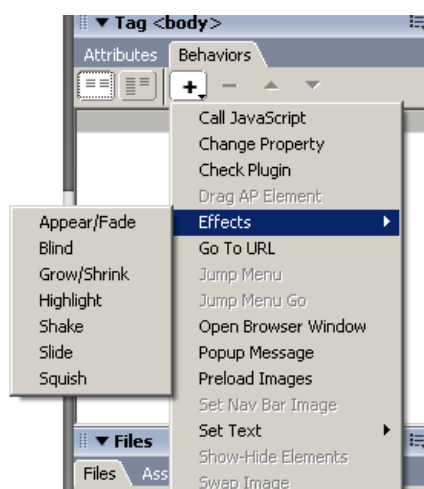 Tag <body>
Attributes Behaviors
Call JavaScript
Change Property
Check Plugin
Drag AP Element
Effects
Go To URL
Jump Menu
Jump Menu Go
Open Browser Window
Popup Message
Preload Images
Set Nav Bar Image
Set Text
Show-Hide Elements
Swap Image
Appear/Fade
Blind
Grow/Shrink
Highlight
Shake
Slide
Squish
Files
Files Ass